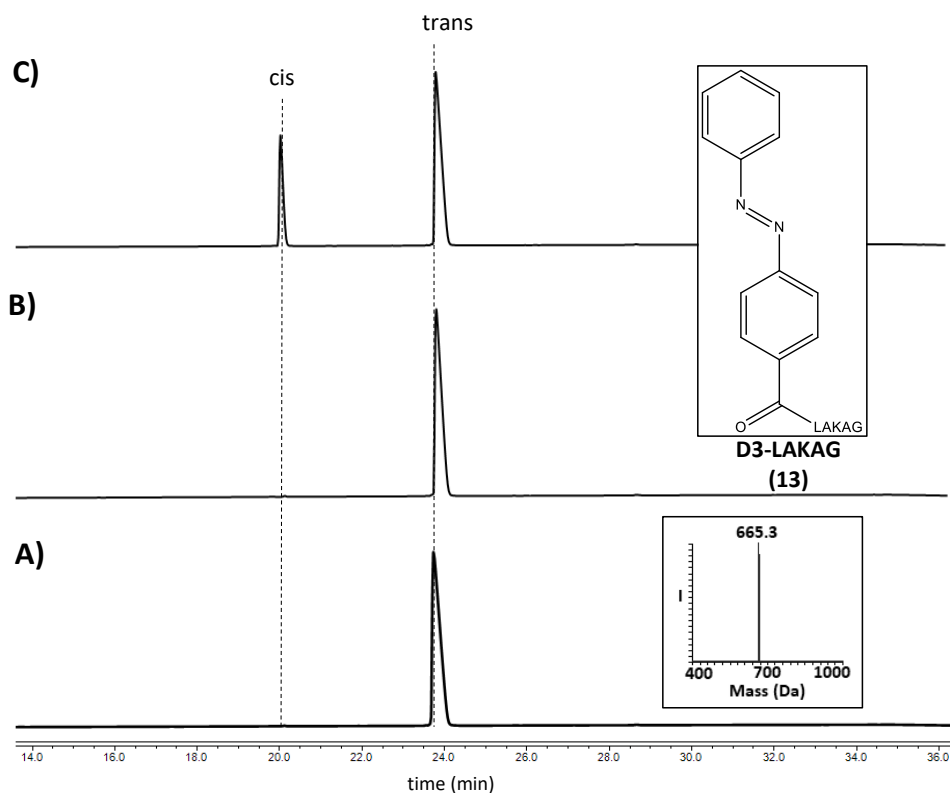 trans
C)
cis
N
N
O
LAKAG
D3-LAKAG
(13)
B)
A)
665.3
I
400 700 1000
Mass (Da)
14.0 16.0 18.0 20.0 22.0 24.0 26.0 28.0 30.0 32.0 34.0 36.0
time (min)